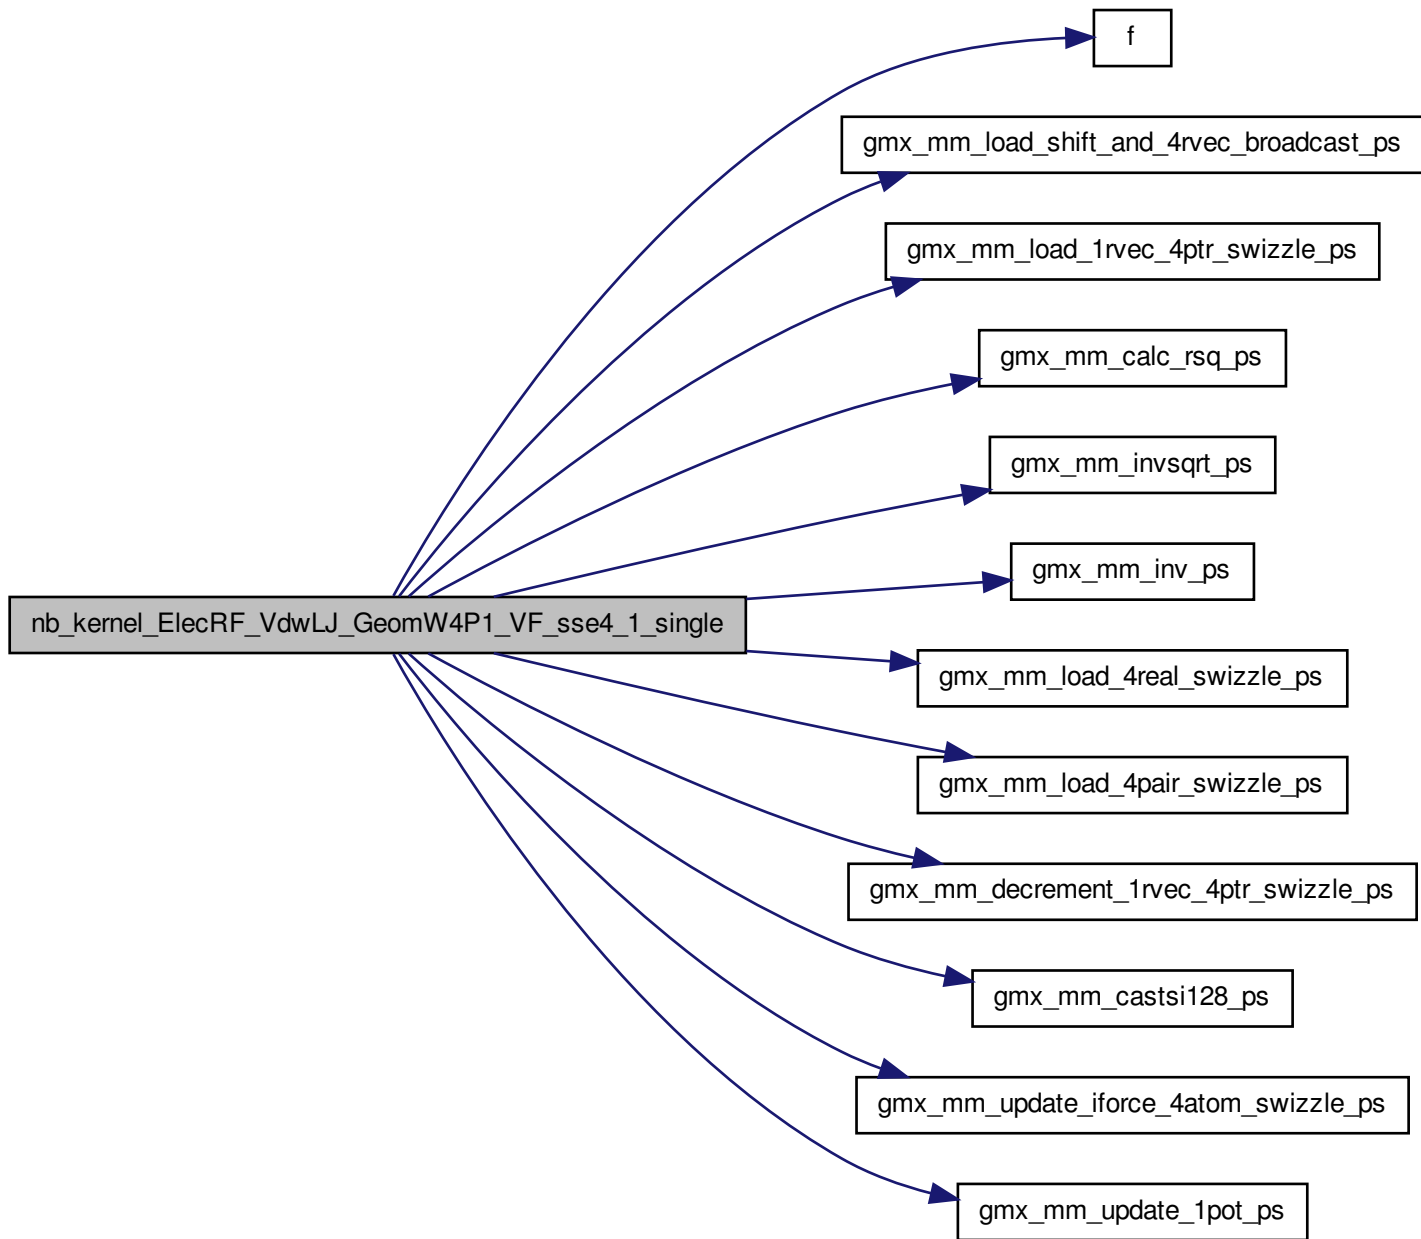 f
gmx_mm_load_shift_and_4rvec_broadcast_ps
gmx_mm_load_1rvec_4ptr_swizzle_ps
gmx_mm_calc_rsq_ps
gmx_mm_invsqrt_ps
gmx_mm_inv_ps
nb_kernel_ElecRF_VdwLJ_GeomW4P1_VF_sse4_1_single
gmx_mm_load_4real_swizzle_ps
gmx_mm_load_4pair_swizzle_ps
gmx_mm_decrement_1rvec_4ptr_swizzle_ps
gmx_mm_castsi128_ps
gmx_mm_update_iforce_4atom_swizzle_ps
gmx_mm_update_1pot_ps